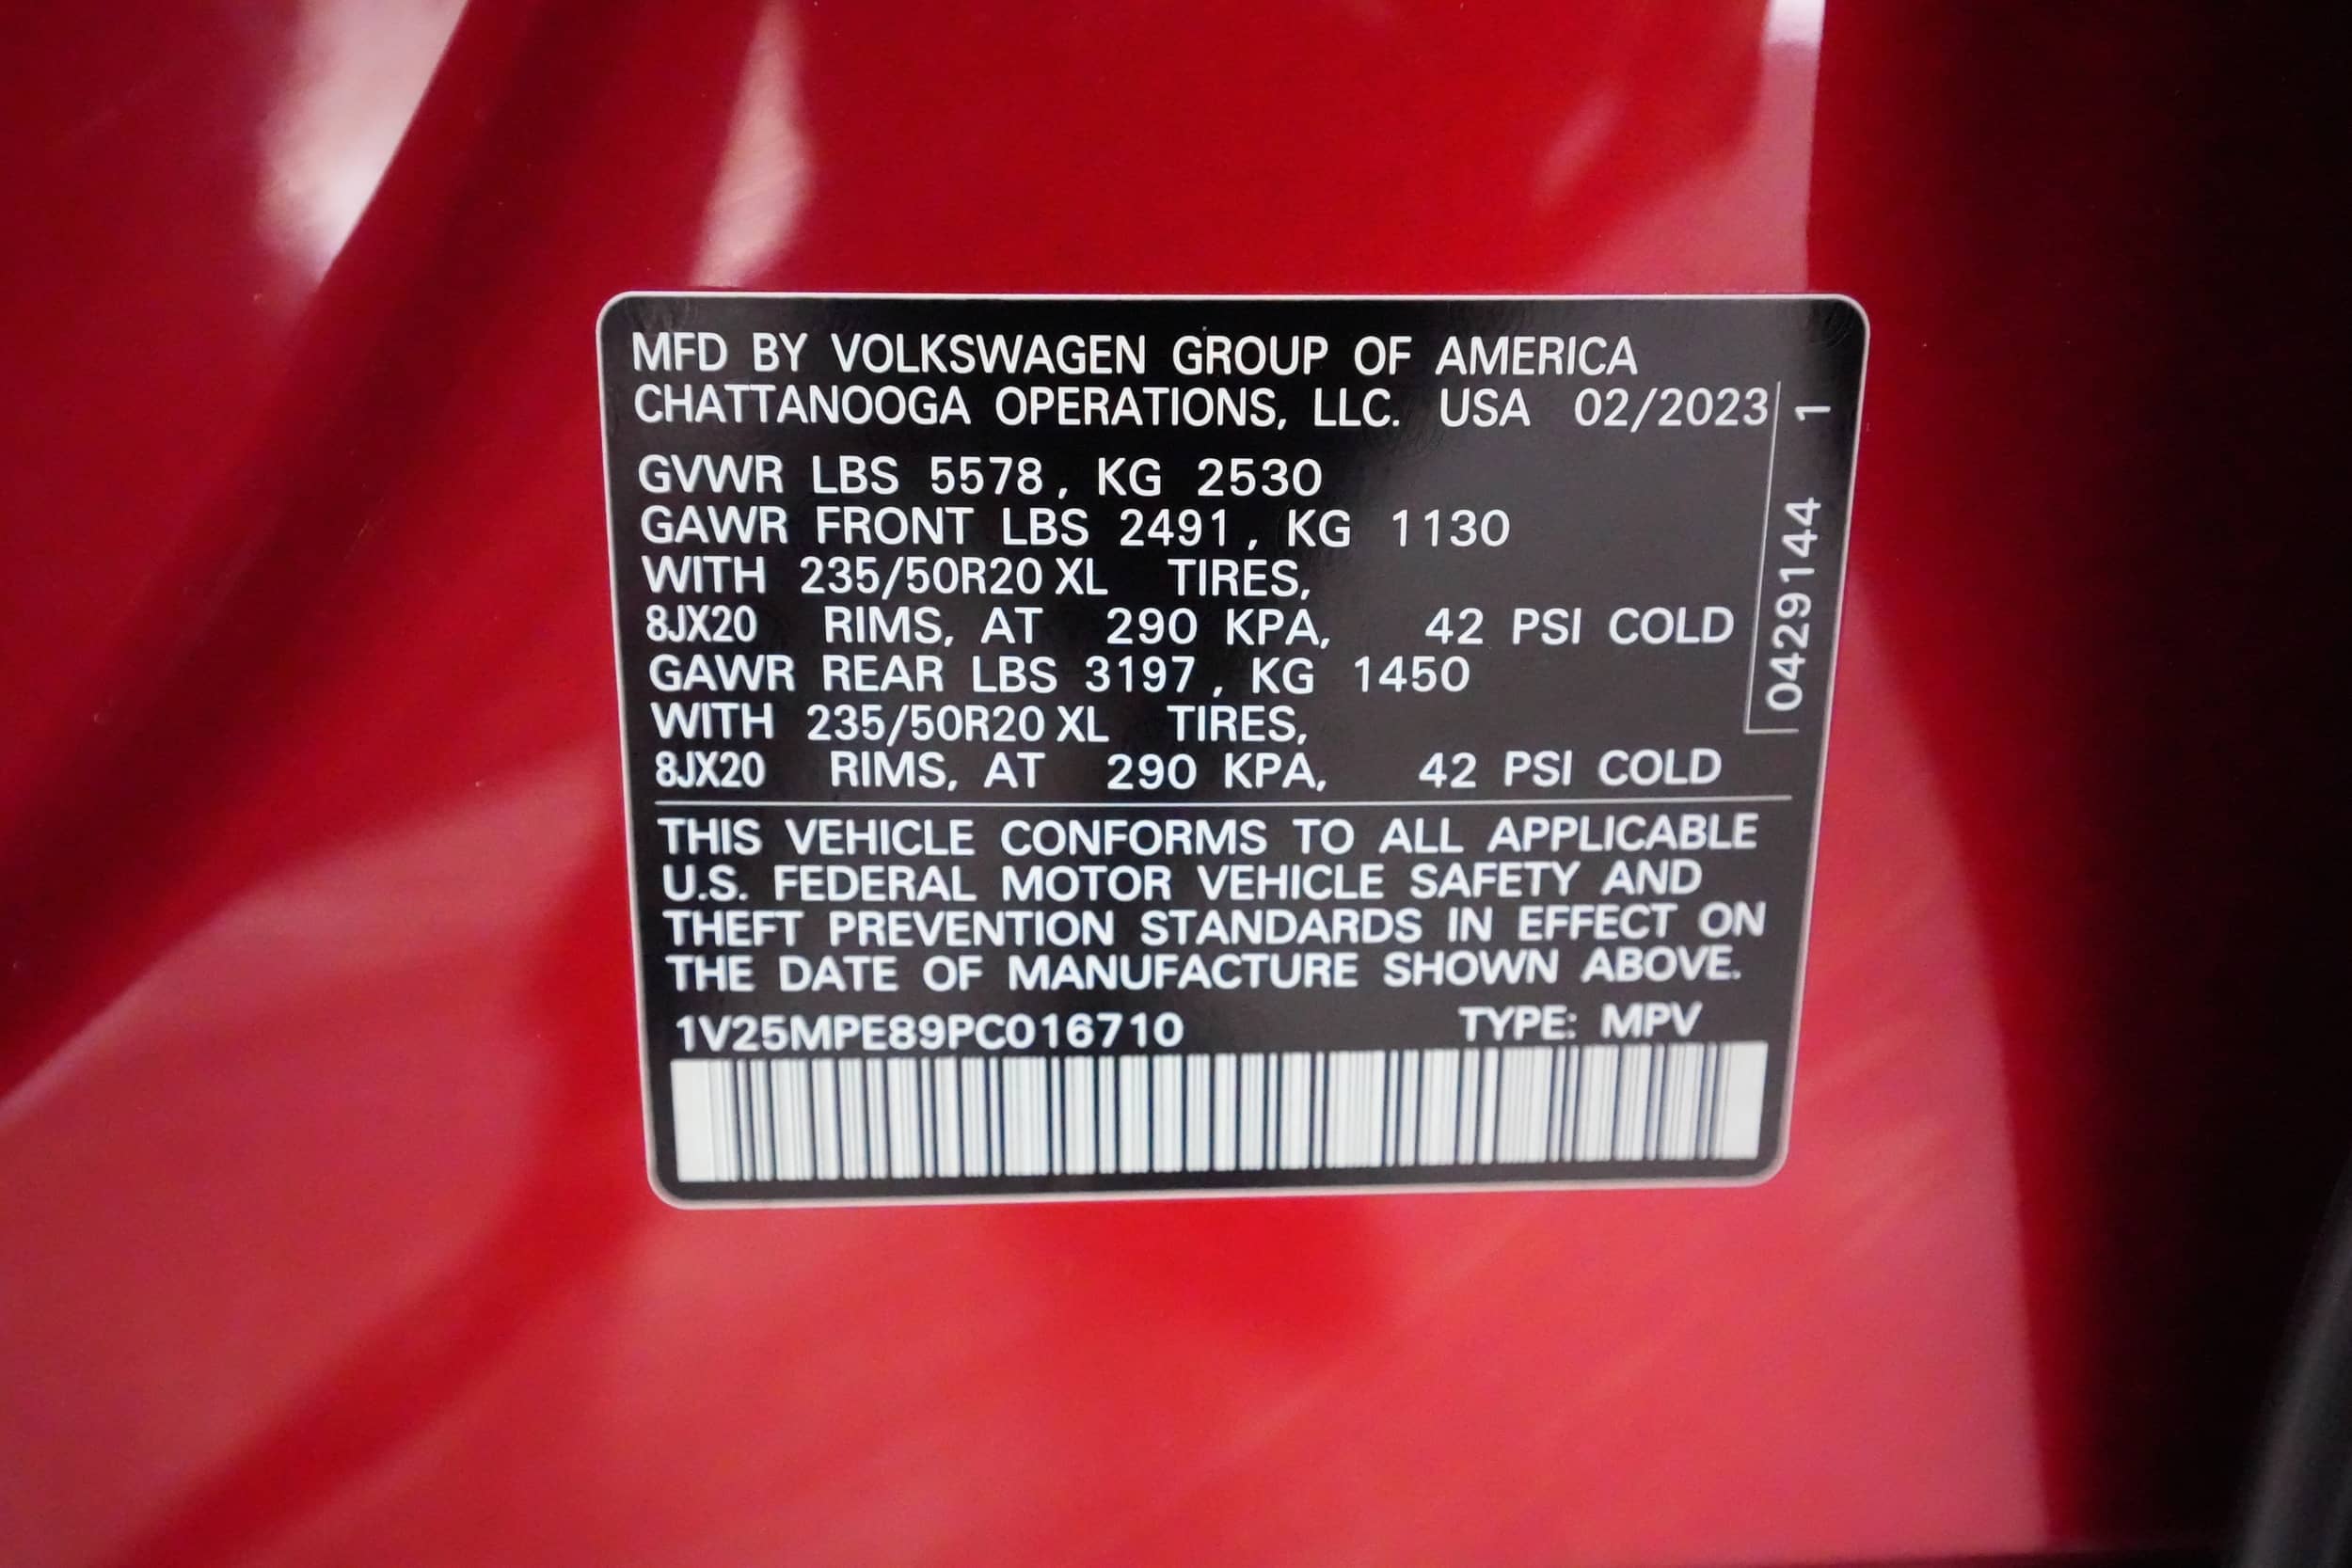 MFD BY VOLKSWAGEN GROUP OF AMERICA
CHATTANOOGA OPERATIONS, LLC. USA 02/2023
GVWR LBS 5578, KG 2530
GAWR FRONT LBS 2491, KG 1130
WITH 235/50R20 XL TIRES,
8JX20 RIMS, AT 290 KPA, 42 PSI COLD
GAWR REAR LBS 3197, KG 1450
WITH 235/50R20 XL TIRES,
8JX20 RIMS, AT 290 KPA, 42 PSI COLD
0429144 1
THIS VEHICLE CONFORMS TO ALL APPLICABLE
U.S. FEDERAL MOTOR VEHICLE SAFETY AND
THEFT PREVENTION STANDARDS IN EFFECT ON
THE DATE OF MANUFACTURE SHOWN ABOVE.
1V25MPE89PC016710 TYPE: MPV